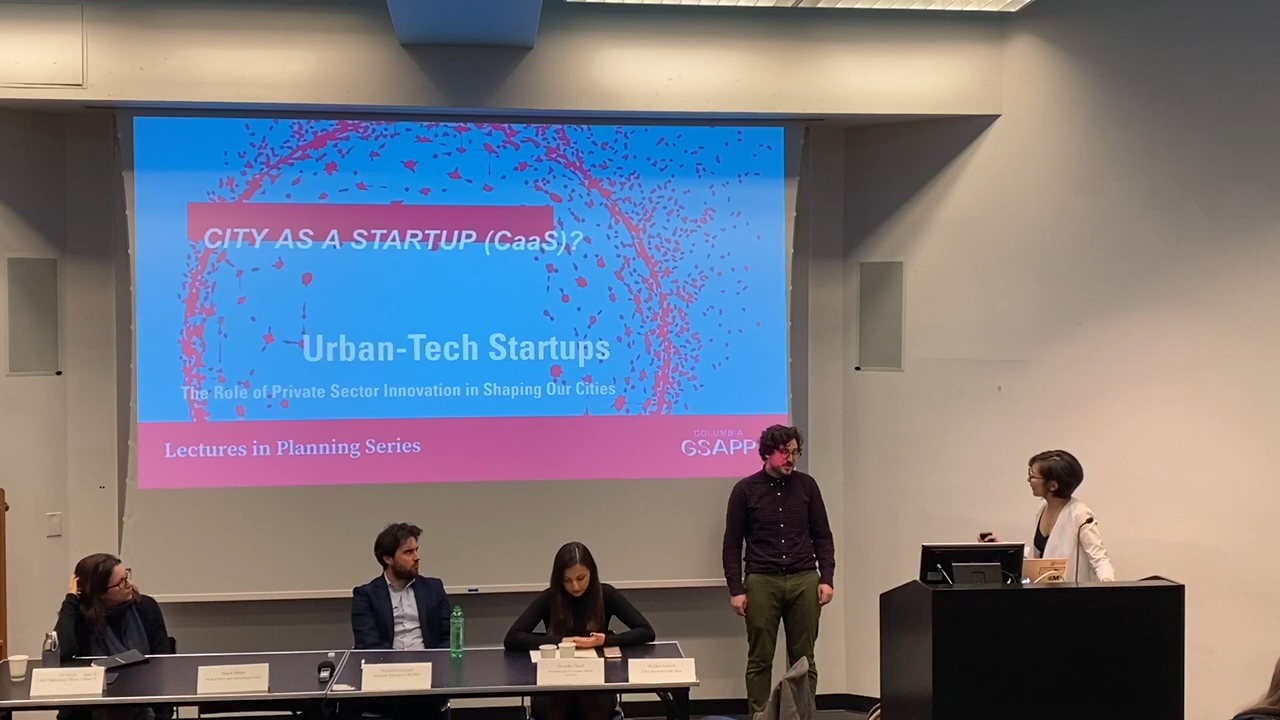 CITY AS A STARTUP (CaaS)?
Urban-Tech Startups
The Role of Private Sector Innovation in Shaping Our Cities
Lectures in Planning Series
COLUMBIA
GSAPP